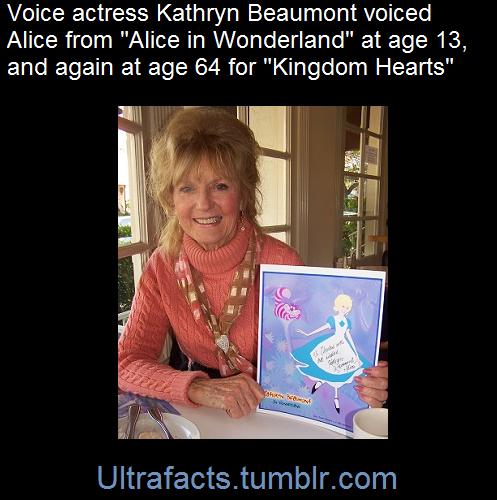 Voice actress Kathryn Beaumont voiced
Alice from "Alice in Wonderland" at age 13,
and again at age 64 for "Kingdom Hearts"
KATHRYN BEAUMONT
Ultrafacts.tumblr.com